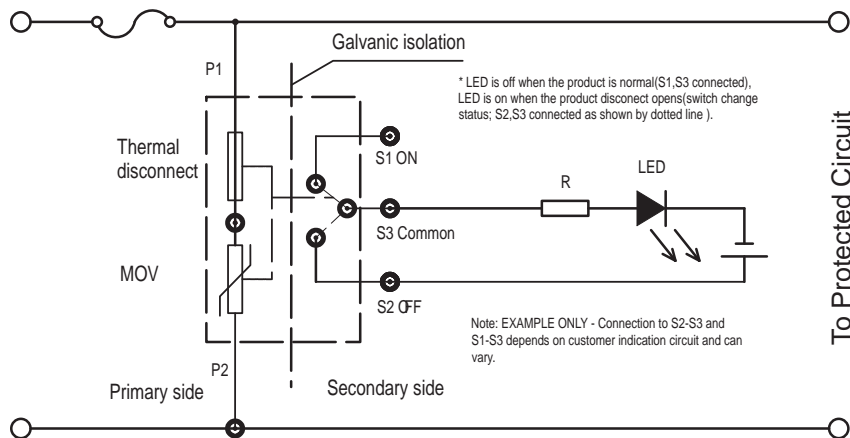 Galvanic isolation
P1
* LED is off when the product is normal(S1,S3 connected),
LED is on when the product disconect opens(switch change
status; S2,S3 connected as shown by dotted line ).
Thermal
disconnect
S1 ON
R
LED
S3 Common
MOV
S2 OFF
Note: EXAMPLE ONLY - Connection to S2-S3 and
S1-S3 depends on customer indication circuit and can
vary.
P2
Primary side
Secondary side
To Protected Circuit